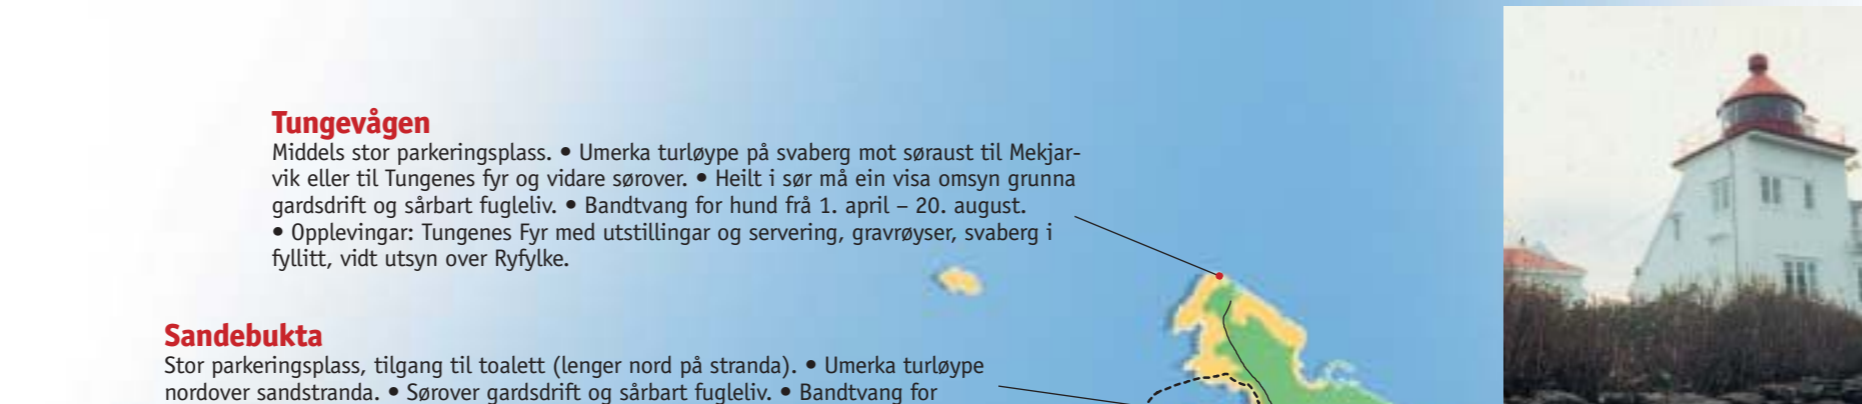 Tungevågen
Middels stor parkeringsplass. • Umerka turløype på svaberg mot søraust til Mekjar-
vik eller til Tungenes fyr og vidare sørover. • Heilt i sør må ein visa omsyn grunna
gardsdrift og sårbart fugleliv. • Bandtvang for hund frå 1. april – 20. august.
• Opplevingar: Tungenes Fyr med utstillingar og servering, gravrøyser, svaberg i
fyllitt, vidt utsyn over Ryfylke.
Sandebukta
Stor parkeringsplass, tilgang til toalett (lenger nord på stranda). • Umerka turløype
nordover sandstranda. • Sørover gardsdrift og sårbart fugleliv. • Bandtvang for